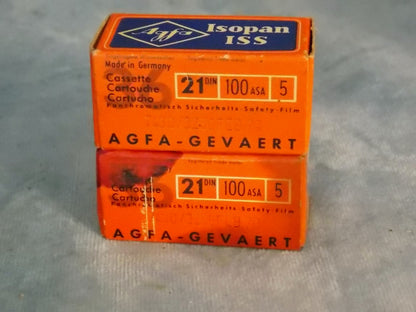 Agfa
Isopan
ISS
Made in Germany
Cassette
Cartouche
Cartucho
21 DIN
100 ASA
5
Panchromatisch Sicherheits Safety-Film
AGFA-GEVAERT
Cartouche
Cartucho
21 DIN
100 ASA
5
Panchromatisch Sicherheits Safety-Film
AGFA-GEVAERT